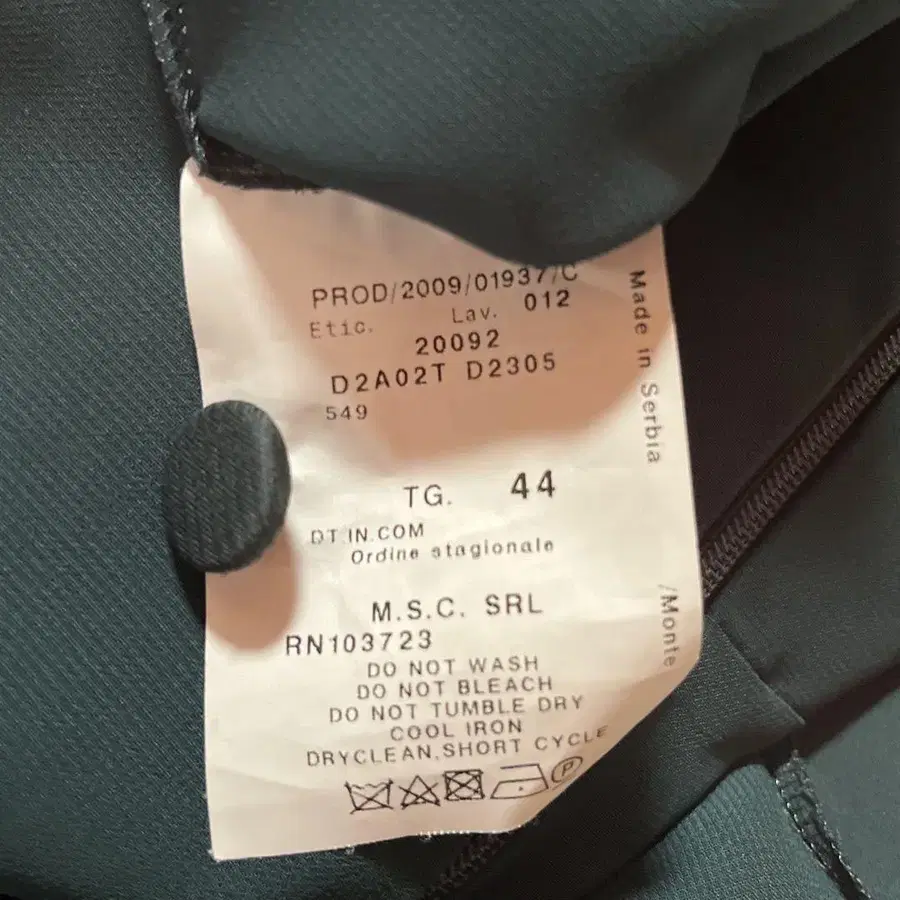 PROD/2009/01937/C
Etic. Lav. 012
20092
D2A02T D2305
549
TG. 44
DT.IN.COM
Ordine stagionale
M.S.C. SRL
RN103723
DO NOT WASH
DO NOT BLEACH
DO NOT TUMBLE DRY
COOL IRON
DRYCLEAN,SHORT CYCLE
P
Made in Serbia
/Monte